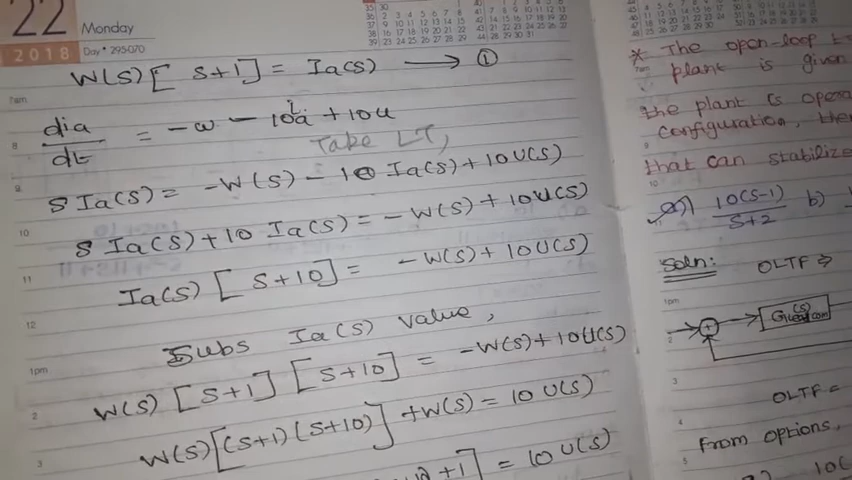 22 Monday
2018 Day • 295-070
W(s) [ s+1 ] = Ia(s) → ①
dia/dt = -ω - 10ia + 10u
Take LT,
s Ia(s) = -W(s) - 10 Ia(s) + 10U(s)
s Ia(s) + 10 Ia(s) = -W(s) + 10U(s)
Ia(s) [ s+10 ] = -W(s) + 10U(s)
Subs Ia(s) value,
W(s) [ s+1 ] [ s+10 ] = -W(s) + 10U(s)
W(s) [(s+1) (s+10)] + W(s) = 10 U(s)
+1 ] = 10 U(s)
* The open-loop
plant is given
the plant is
configuration,
that can stabilize
a) 10(s-1)/s+2 b)
Soln: OLTF ⇒
OLTF =
From options,